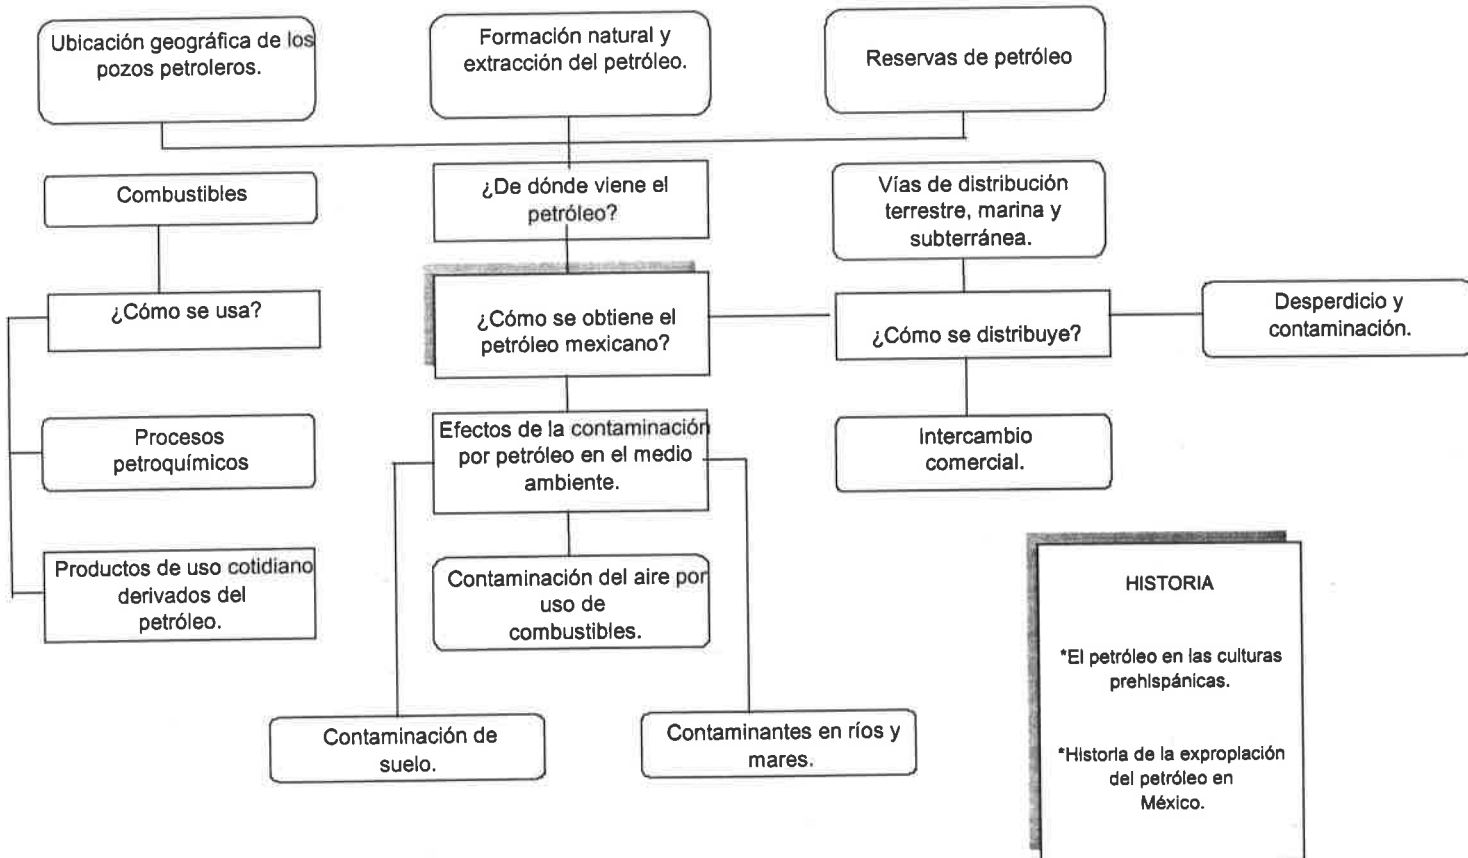 Ubicación geográfica de los
pozos petroleros.
Formación natural y
extracción del petróleo.
Reservas de petróleo
Combustibles
¿De dónde viene el
petróleo?
Vías de distribución
terrestre, marina y
subterránea.
¿Cómo se usa?
¿Cómo se obtiene el
petróleo mexicano?
¿Cómo se distribuye?
Desperdicio y
contaminación.
Procesos
petroquímicos
Efectos de la contaminación
por petróleo en el medio
ambiente.
Intercambio
comercial.
Productos de uso cotidiano
derivados del
petróleo.
Contaminación del aire por
uso de
combustibles.
Contaminación de
suelo.
Contaminantes en ríos y
mares.
HISTORIA
*El petróleo en las culturas
prehispánicas.
*Historia de la expropiación
del petróleo en
México.